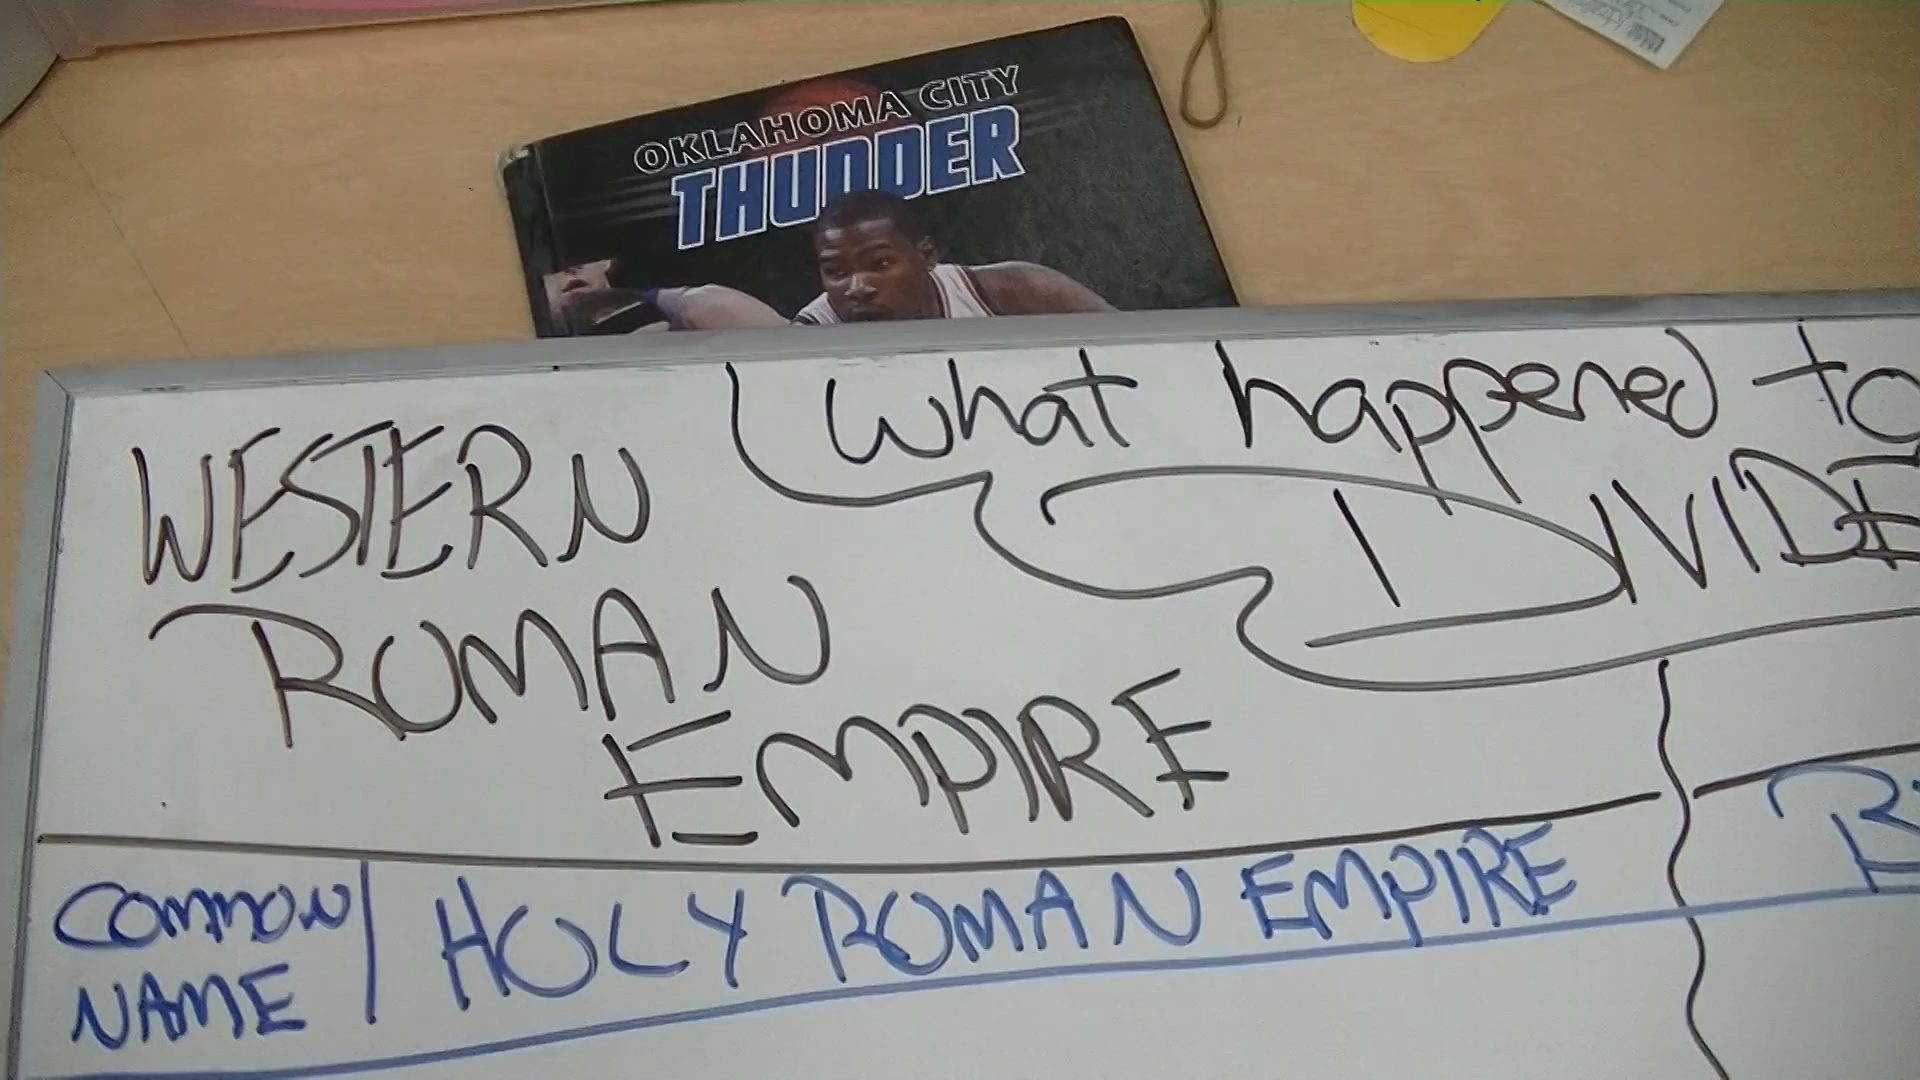 OKLAHOMA CITY
THUNDER
What happened to
DIVIDE
WESTERN
ROMAN
EMPIRE
COMMON
NAME
HOLY ROMAN EMPIRE